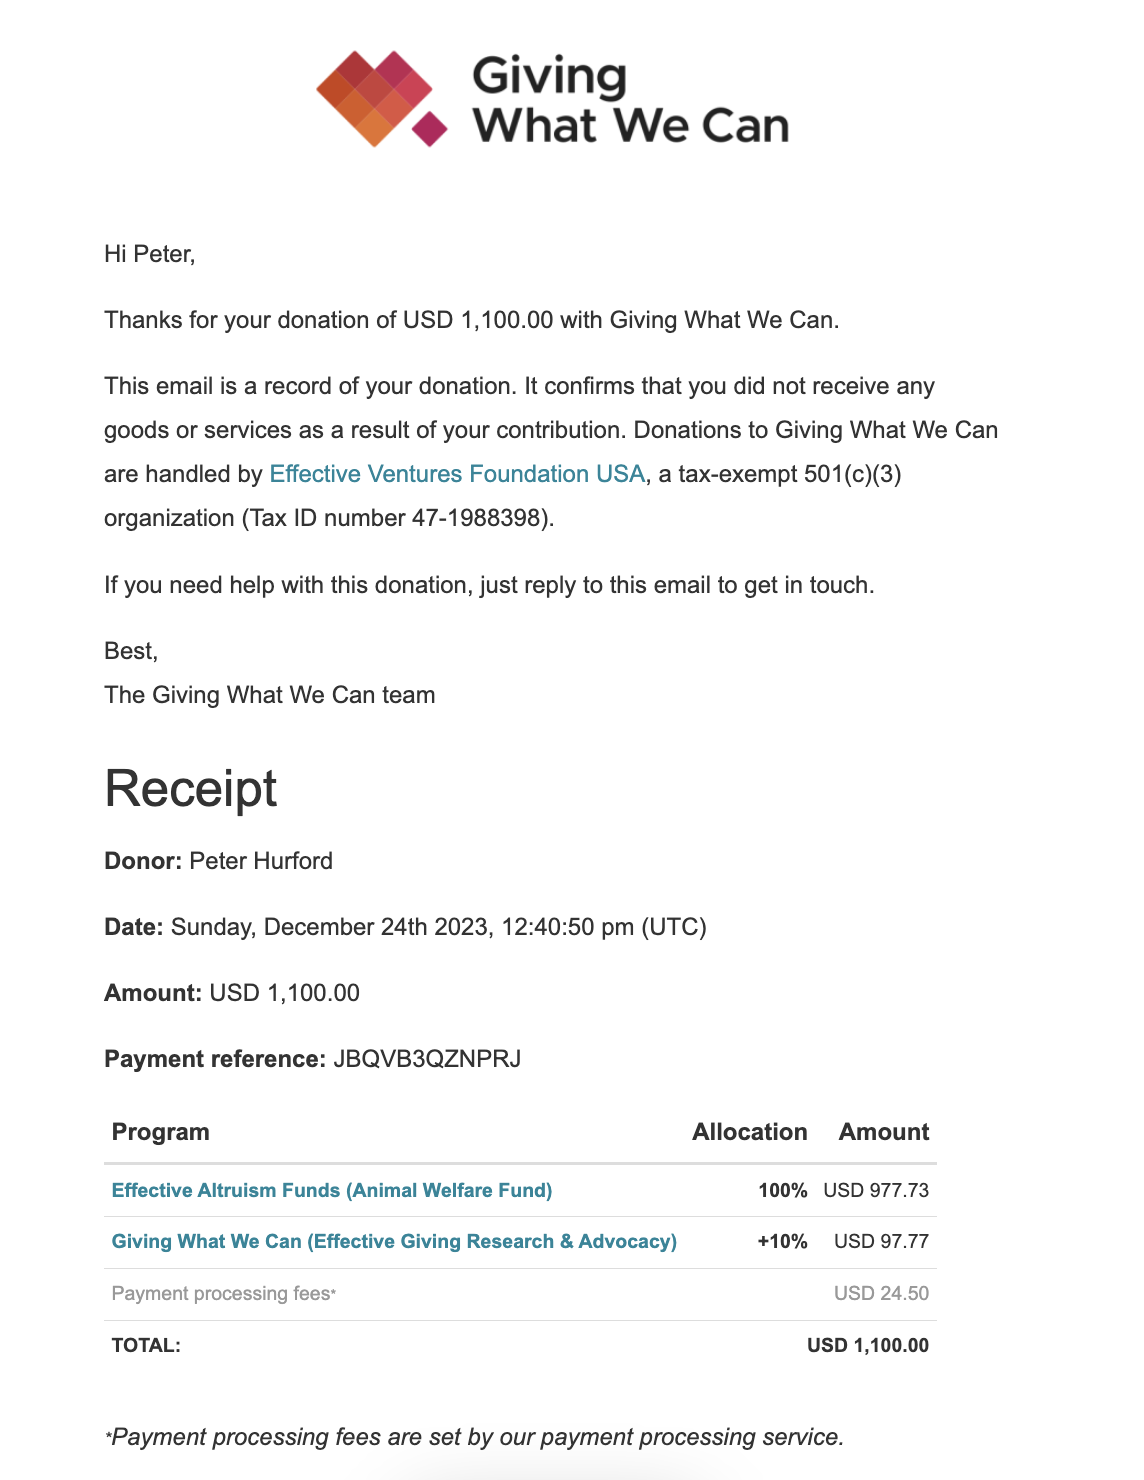 Giving
What We Can
Hi Peter,
Thanks for your donation of USD 1,100.00 with Giving What We Can.
This email is a record of your donation. It confirms that you did not receive any
goods or services as a result of your contribution. Donations to Giving What We Can
are handled by Effective Ventures Foundation USA, a tax-exempt 501(c)(3)
organization (Tax ID number 47-1988398).
If you need help with this donation, just reply to this email to get in touch.
Best,
The Giving What We Can team
Receipt
Donor: Peter Hurford
Date: Sunday, December 24th 2023, 12:40:50 pm (UTC)
Amount: USD 1,100.00
Payment reference: JBQVB3QZNPRJ
Program Allocation Amount
Effective Altruism Funds (Animal Welfare Fund) 100% USD 977.73
Giving What We Can (Effective Giving Research & Advocacy) +10% USD 97.77
Payment processing fees* USD 24.50
TOTAL: USD 1,100.00
*Payment processing fees are set by our payment processing service.